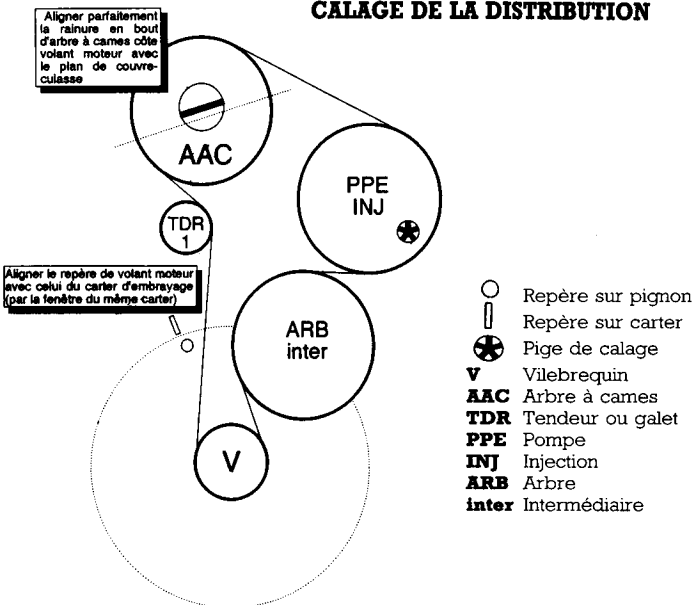 CALAGE DE LA DISTRIBUTION
Aligner parfaitement
la rainure en bout
d'arbre à cames côte
volant moteur avec
le plan de couvre-
culasse
AAC
PPE
INJ
TDR
1
Aligner le repère de volant moteur
avec celui du carter d'embrayage
(par la fenêtre du même carter)
ARB
inter
V
Repère sur pignon
Repère sur carter
Pige de calage
V Vilebrequin
AAC Arbre à cames
TDR Tendeur ou galet
PPE Pompe
INJ Injection
ARB Arbre
inter Intermédiaire